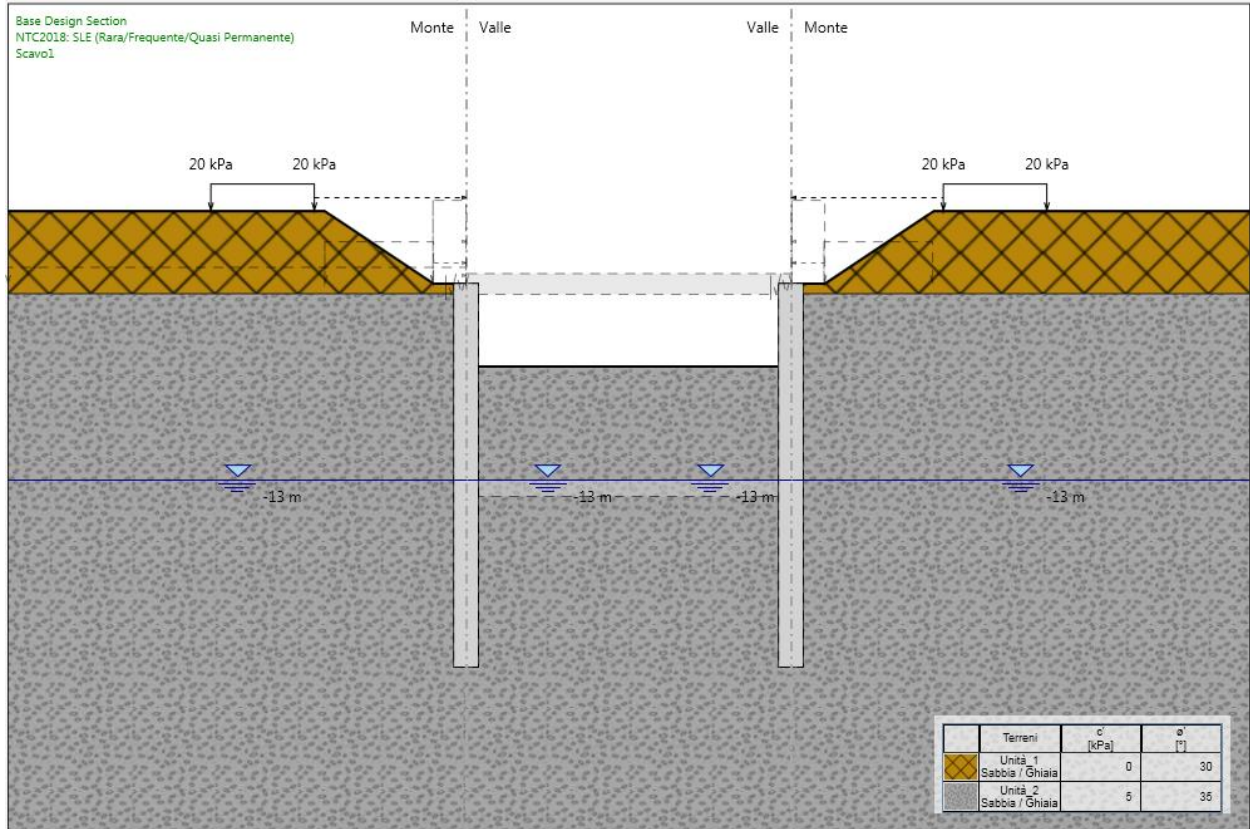 Base Design Section
NTC2018: SLE (Rara/Frequente/Quasi Permanente)
Scavo1
Monte Valle Valle Monte
20 kPa 20 kPa 20 kPa 20 kPa
-13 m -13 m -13 m -13 m
Terreni c' ø'
[kPa] [°]
Unità_1
Sabbia / Ghiaia 0 30
Unità_2
Sabbia / Ghiaia 5 35